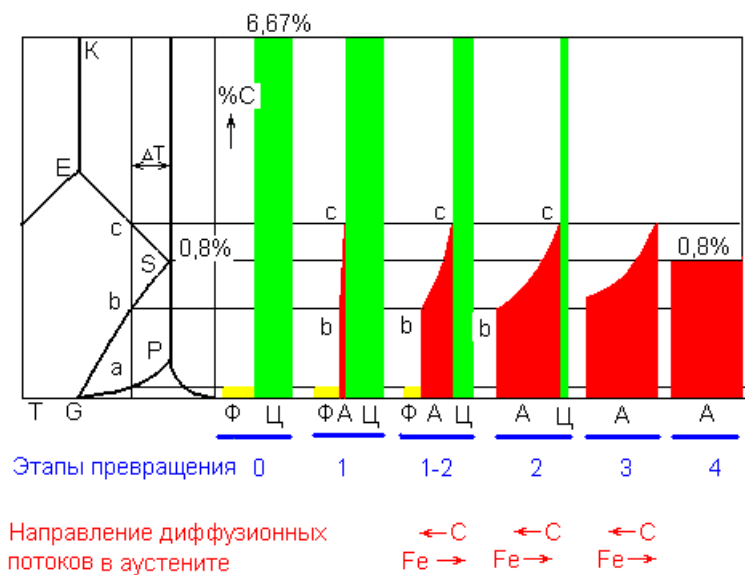 6,67%
K
%C
E
ΔT
c
c
c
c
S
0,8%
0,8%
b
b
b
b
P
a
T G Ф Ц Ф А Ц Ф А Ц А Ц А А
Этапы превращения 0 1 1-2 2 3 4
Направление диффузионных ←C ←C ←C
потоков в аустените Fe→ Fe→ Fe→